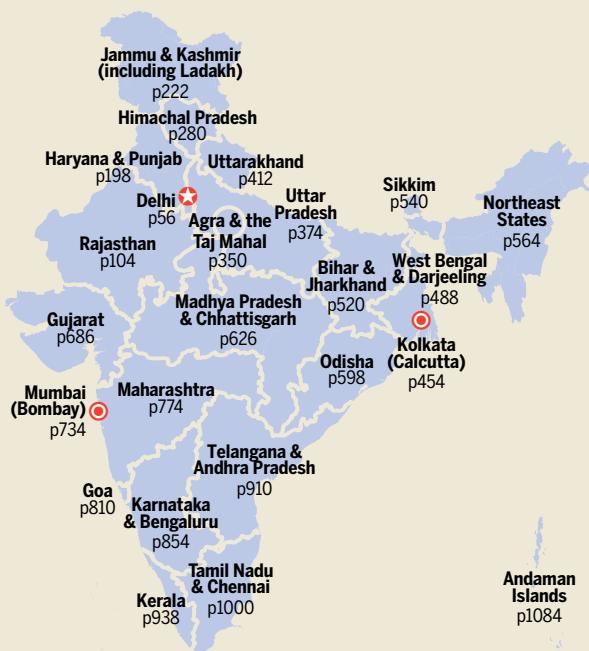 Jammu & Kashmir
(including Ladakh)
p222
Himachal Pradesh
p280
Haryana & Punjab
p198
Uttarakhand
p412
Delhi
p56
Agra & the
Taj Mahal
p350
Uttar
Pradesh
p374
Sikkim
p540
Northeast
States
p564
Rajasthan
p104
Bihar &
Jharkhand
p520
West Bengal
& Darjeeling
p488
Gujarat
p686
Madhya Pradesh
& Chhattisgarh
p626
Kolkata
(Calcutta)
p454
Odisha
p598
Mumbai
(Bombay)
p734
Maharashtra
p774
Telangana &
Andhra Pradesh
p910
Goa
p810
Karnataka
& Bengaluru
p854
Tamil Nadu
& Chennai
p1000
Kerala
p938
Andaman
Islands
p1084